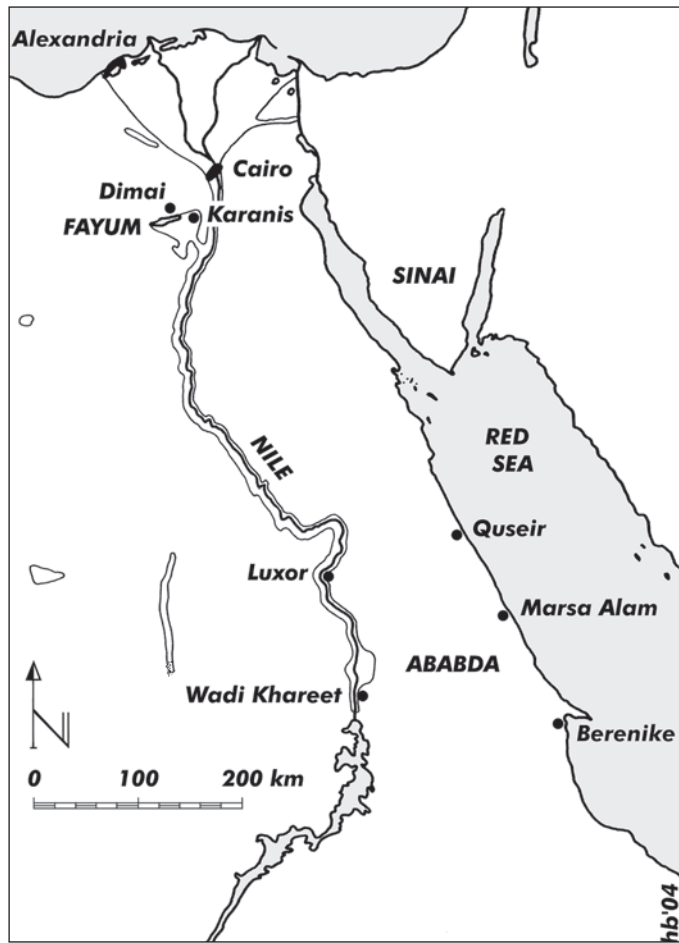 Alexandria
Cairo
Dimai
FAYUM
Karanis
SINAI
NILE
RED
SEA
Quseir
Luxor
Marsa Alam
ABABDA
Wadi Khareet
Berenike
N
0 100 200 km
hb'04